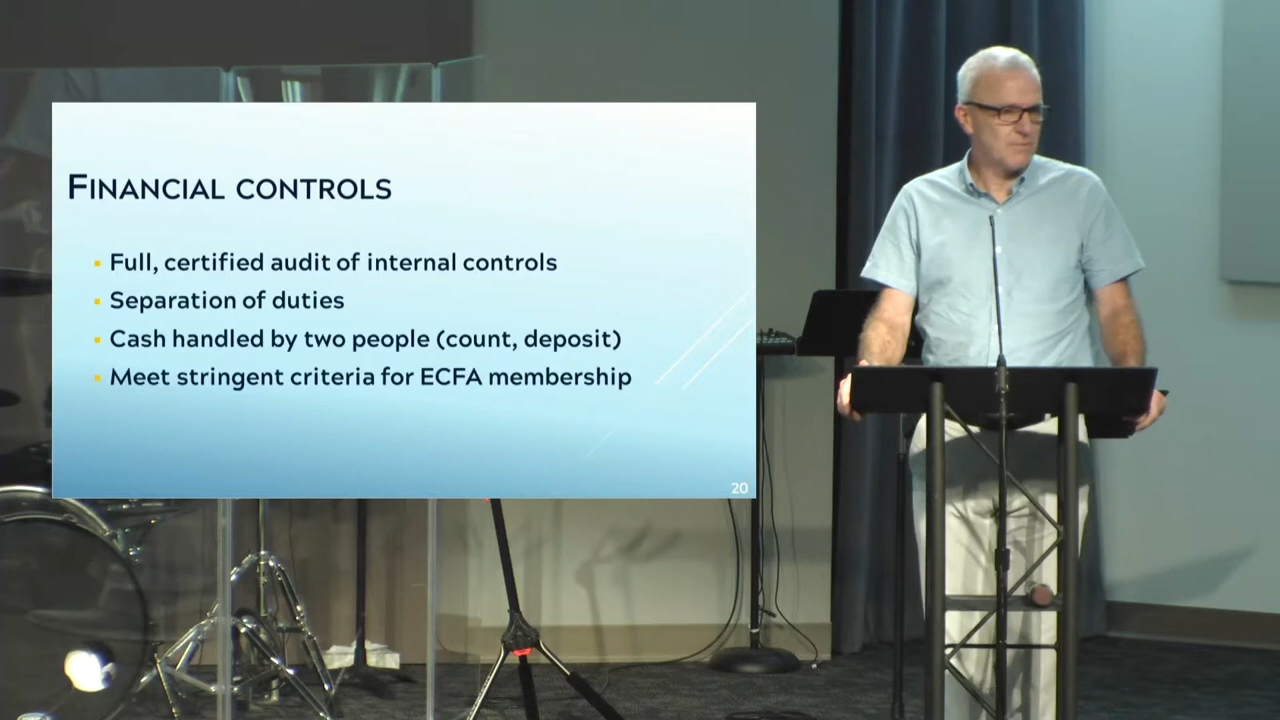 FINANCIAL CONTROLS
Full, certified audit of internal controls
Separation of duties
Cash handled by two people (count, deposit)
Meet stringent criteria for ECFA membership
20